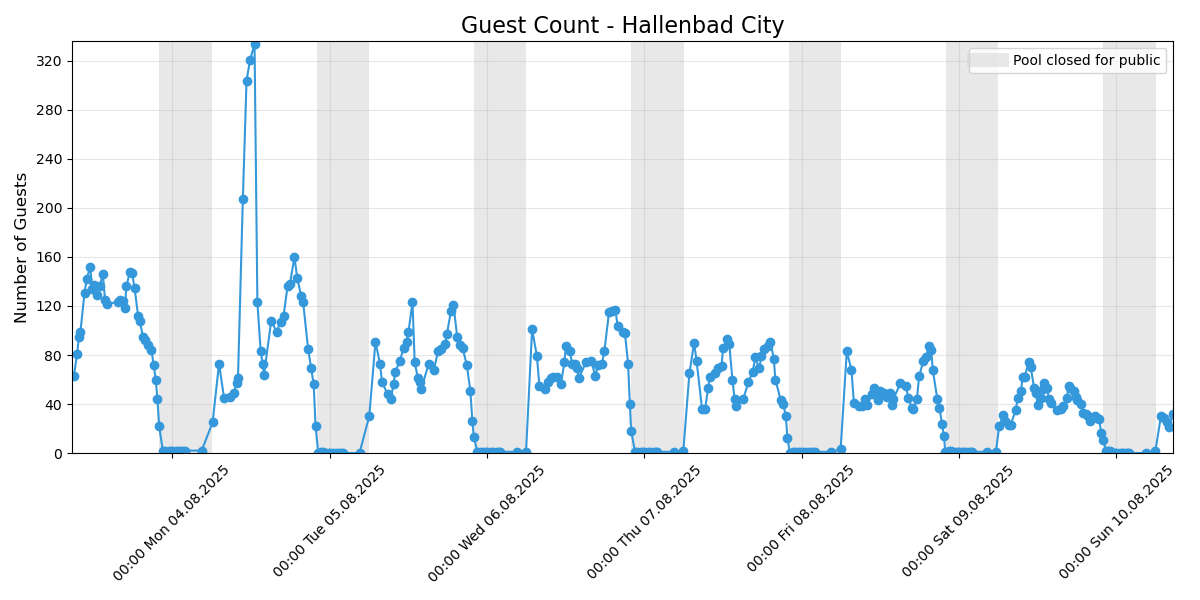 Guest Count - Hallenbad City
Pool closed for public
Number of Guests
320
280
240
200
160
120
80
40
0
00:00 Mon 04.08.2025
00:00 Tue 05.08.2025
00:00 Wed 06.08.2025
00:00 Thu 07.08.2025
00:00 Fri 08.08.2025
00:00 Sat 09.08.2025
00:00 Sun 10.08.2025